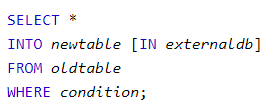 SELECT *
INTO newtable [IN externaldb]
FROM oldtable
WHERE condition;